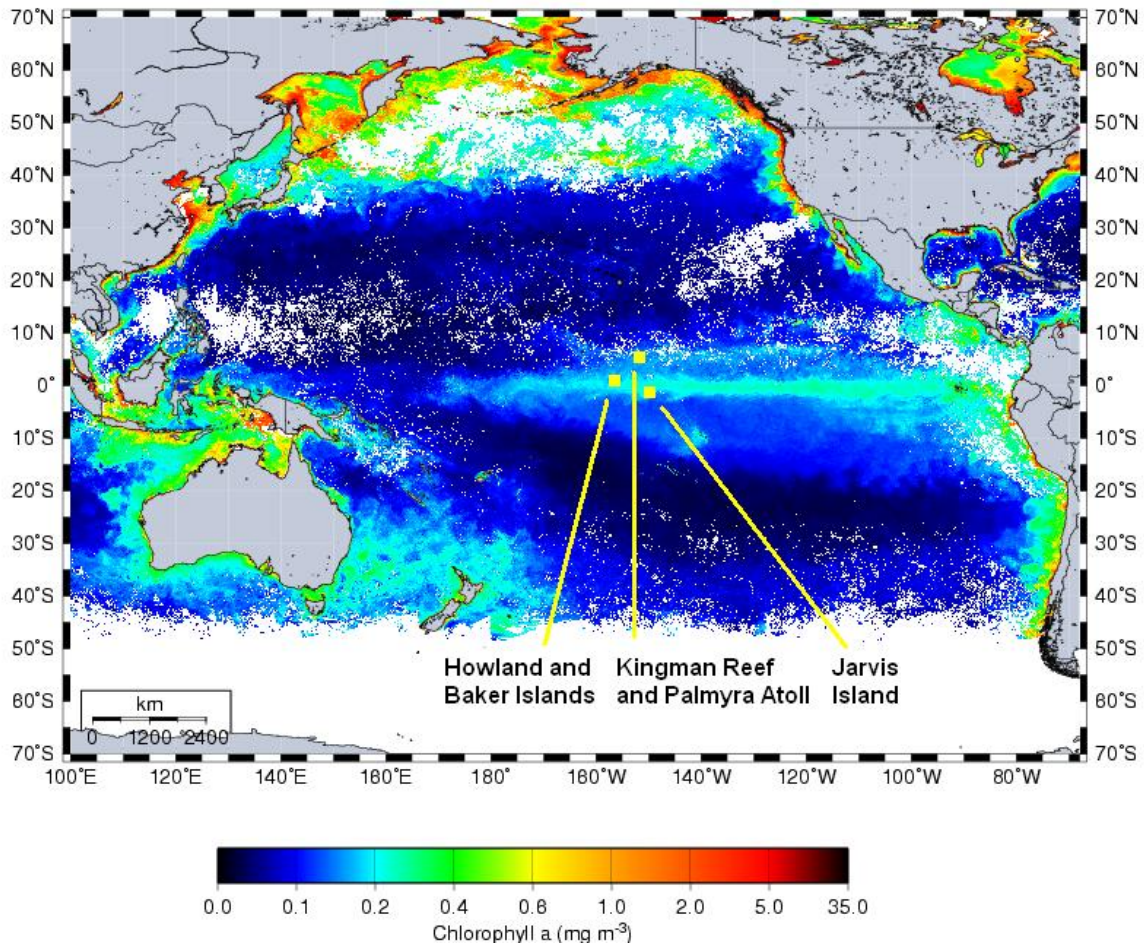 70°N 70°N
60°N 60°N
50°N 50°N
40°N 40°N
30°N 30°N
20°N 20°N
10°N 10°N
0° 0°
10°S 10°S
20°S 20°S
30°S 30°S
40°S 40°S
50°S 50°S
Howland and Baker Islands
Kingman Reef and Palmyra Atoll
Jarvis Island
60°S 60°S
km
0 1200 2400
70°S 70°S
100°E 120°E 140°E 160°E 180° 160°W 140°W 120°W 100°W 80°W
0.0 0.1 0.2 0.4 0.6 0.8 1.0 2.0 5.0 35.0
Chlorophyll a (mg m⁻³)